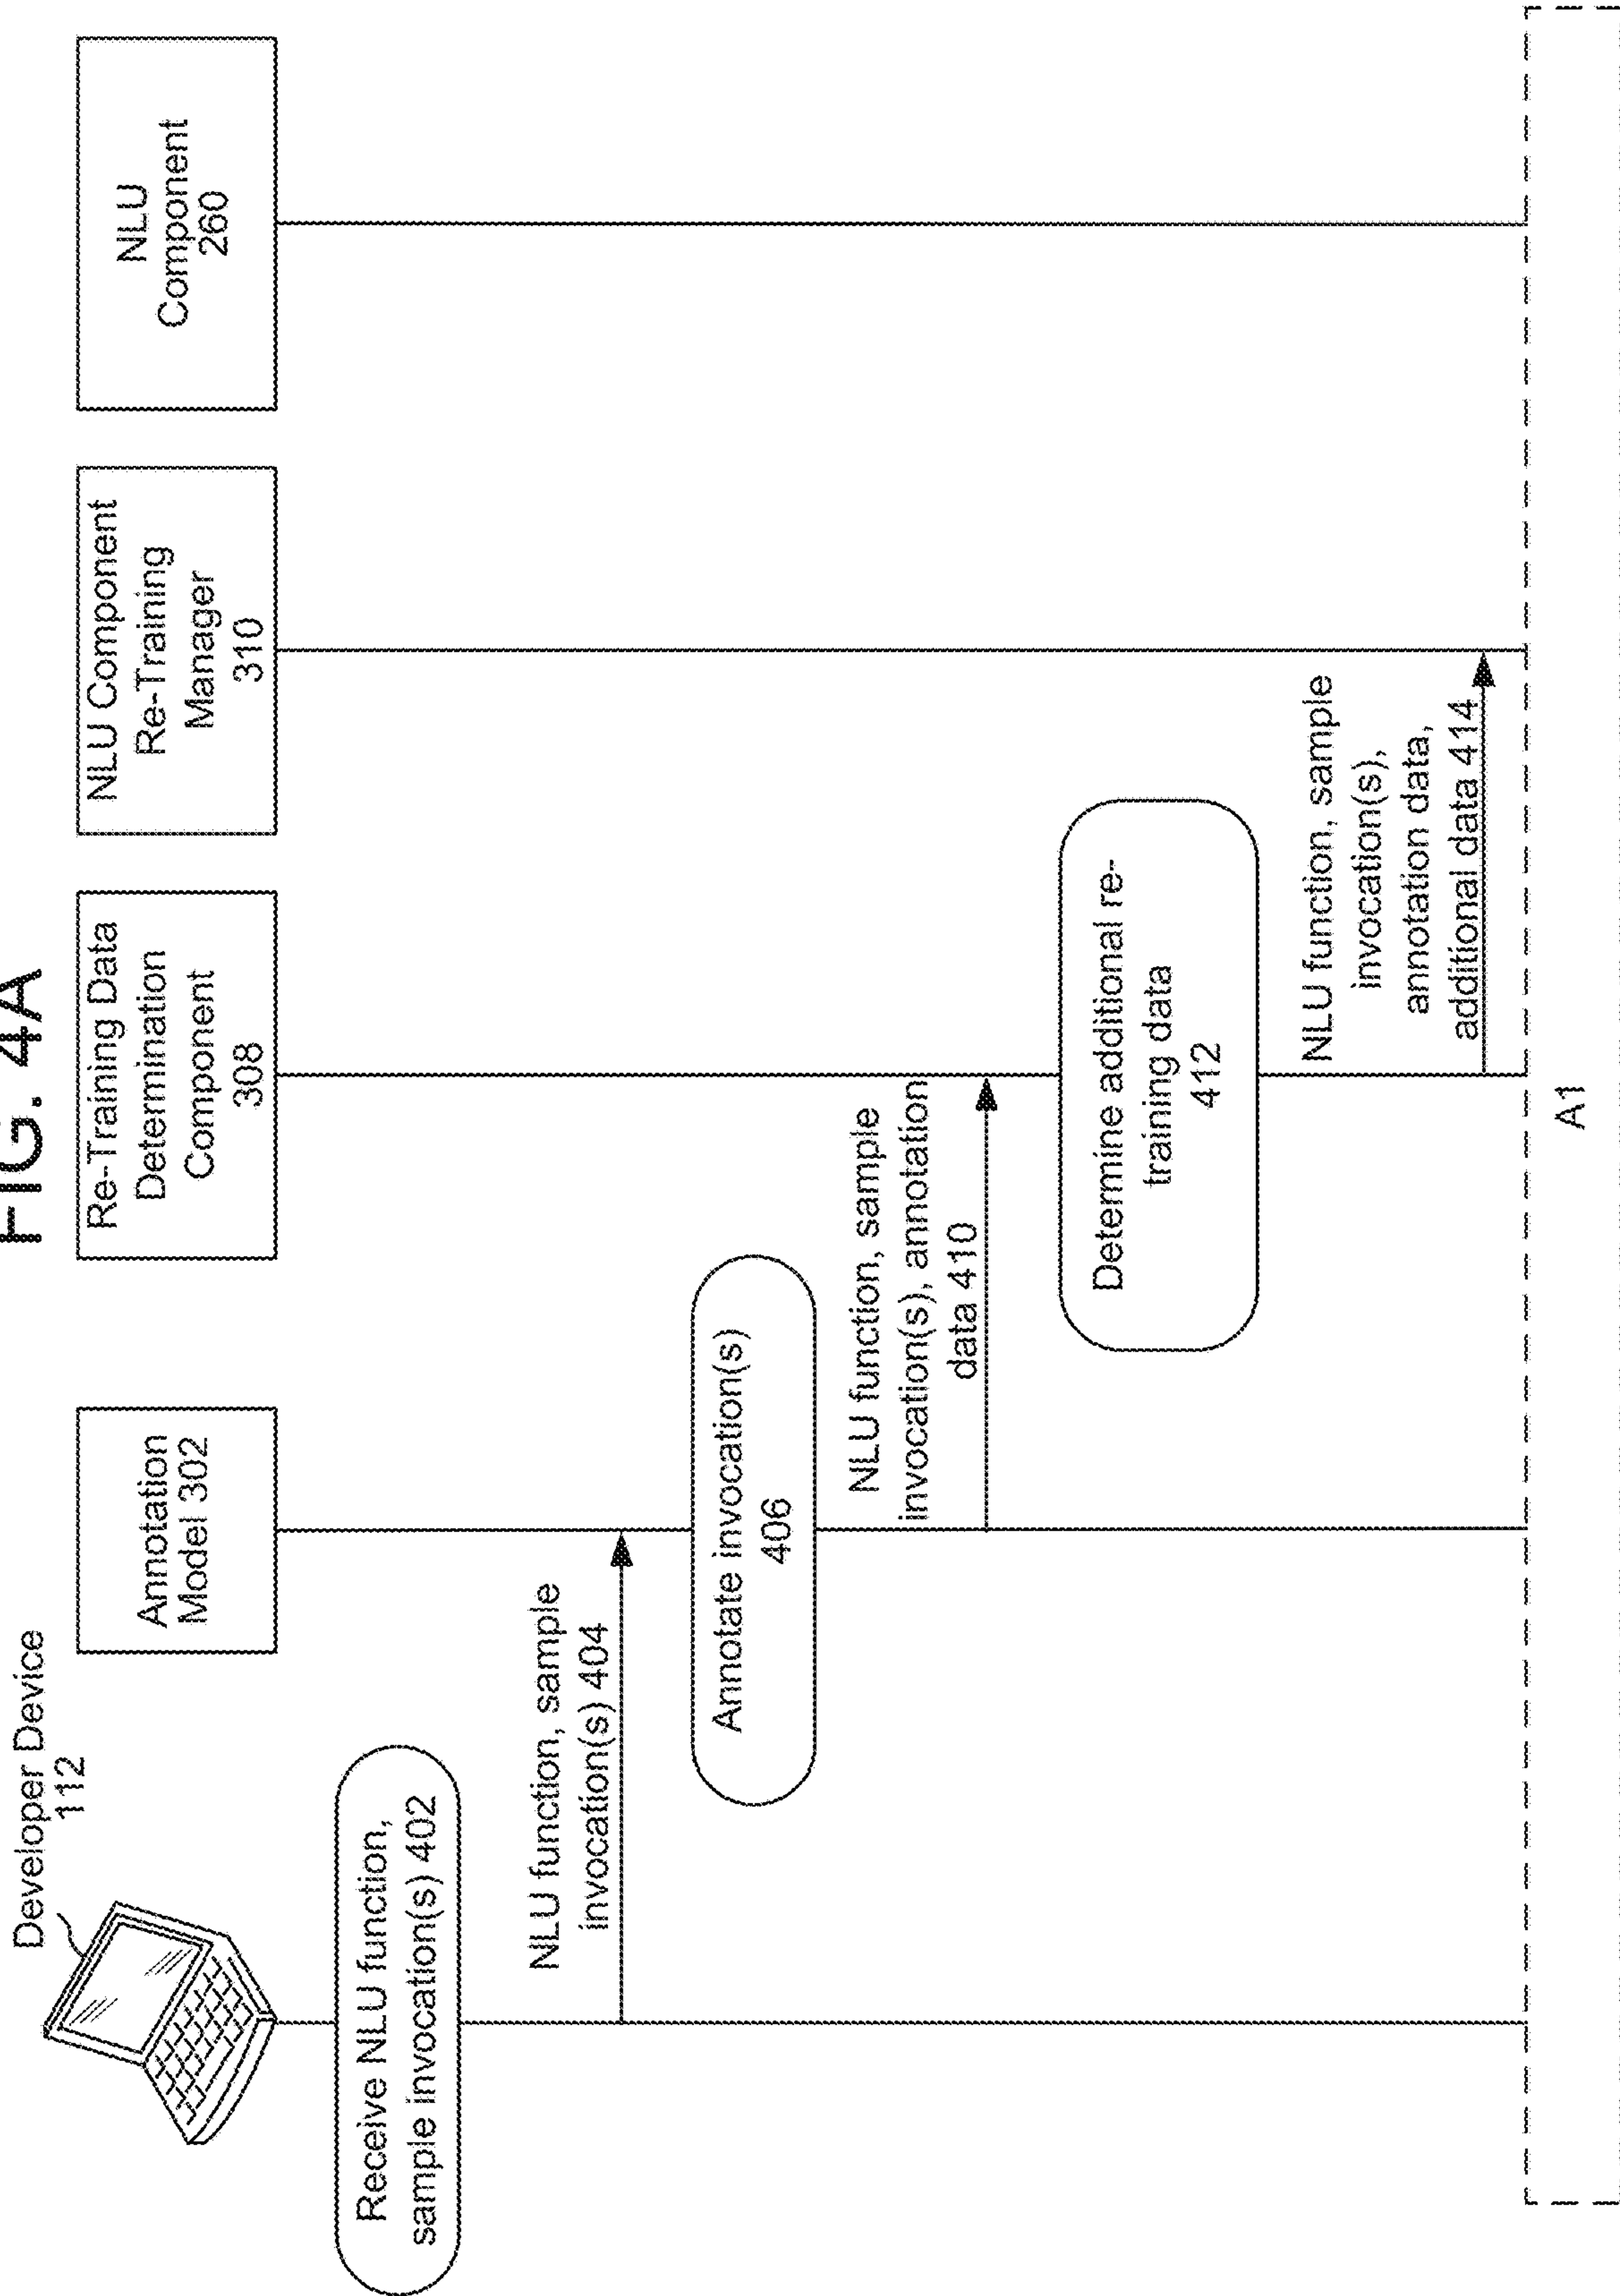 FIG. 4A
Developer Device
112
Annotation
Model 302
Re-Training Data
Determination
Component
308
NLU Component
Re-Training
Manager
310
NLU
Component
260
Receive NLU function,
sample invocation(s) 402
NLU function, sample
invocation(s) 404
Annotate invocation(s)
406
NLU function, sample
invocation(s), annotation
data 410
Determine additional re-
training data
412
NLU function, sample
invocation(s),
annotation data,
additional data 414
A1